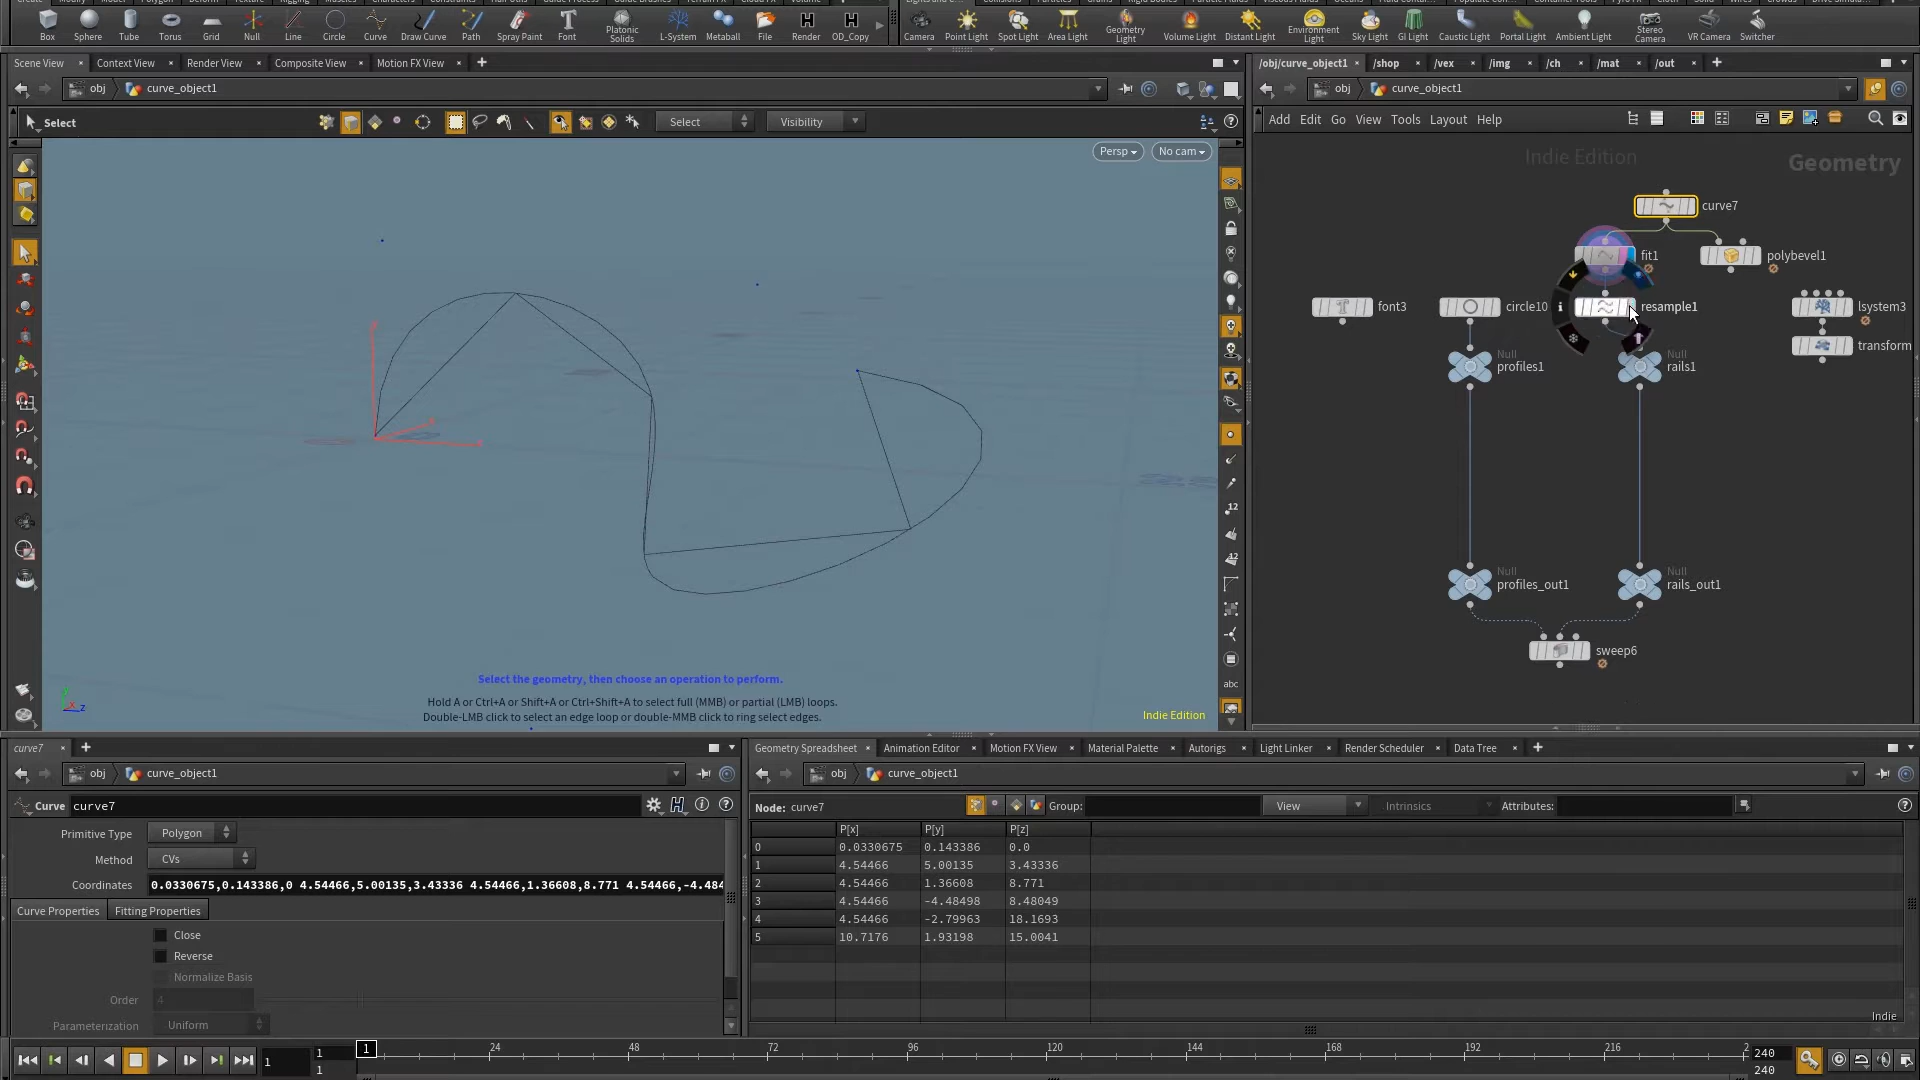 Box Sphere Tube Torus Grid Null Line Circle Curve Draw Curve Path Spray Paint Font Platonic Solids L-System Metaball File Render OD_Copy
Camera Point Light Spot Light Area Light Geometry Light Volume Light Distant Light Environment Light Sky Light GI Light Caustic Light Portal Light Ambient Light Stereo Camera VR Camera Switcher
Scene View Context View Render View Composite View Motion FX View
/obj/curve_object1 /shop /vex /img /ch /mat /out
obj curve_object1
obj curve_object1
Select Select Visibility
Add Edit Go View Tools Layout Help
Persp No cam
Indie Edition
Geometry
curve7
fit1
polybevel1
font3
circle10
resample1
lsystem3
transform
Null
profiles1
Null
rails1
Null
profiles_out1
Null
rails_out1
sweep6
12
12
abc
Select the geometry, then choose an operation to perform.
Hold A or Ctrl+A or Shift+A or Ctrl+Shift+A to select full (MMB) or partial (LMB) loops.
Double-LMB click to select an edge loop or double-MMB click to ring select edges.
Indie Edition
curve7
obj curve_object1
Curve curve7
Primitive Type Polygon
Method CVs
Coordinates 0.0330675,0.143386,0 4.54466,5.00135,3.43336 4.54466,1.36608,8.771 4.54466,-4.484
Curve Properties Fitting Properties
Close
Reverse
Normalize Basis
Order 4
Parameterization Uniform
Geometry Spreadsheet Animation Editor Motion FX View Material Palette Autorigs Light Linker Render Scheduler Data Tree
obj curve_object1
Node: curve7 Group: View Intrinsics Attributes:
P[x] P[y] P[z]
0 0.0330675 0.143386 0.0
1 4.54466 5.00135 3.43336
2 4.54466 1.36608 8.771
3 4.54466 -4.48498 8.48049
4 4.54466 -2.79963 18.1693
5 10.7176 1.93198 15.0041
Indie
1 1 1 1 24 48 72 96 120 144 168 192 216 2 240 240